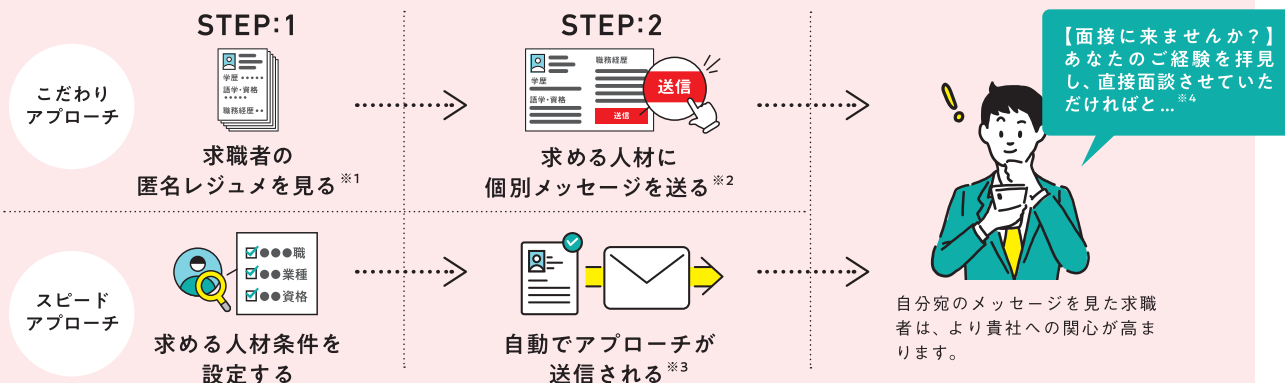 STEP:1
STEP:2
こだわり
アプローチ
学歴
語学・資格
職務経歴
求職者の
匿名レジュメを見る※1
学歴
語学・資格
職務経歴
送信
送信
求める人材に
個別メッセージを送る※2
【面接に来ませんか?】
あなたのご経験を拝見
し、直接面談させていた
だければと…※4
スピード
アプローチ
●●●職
●●業種
●●資格
求める人材条件を
設定する
自動でアプローチが
送信される※3
自分宛のメッセージを見た求職
者は、より貴社への関心が高ま
ります。